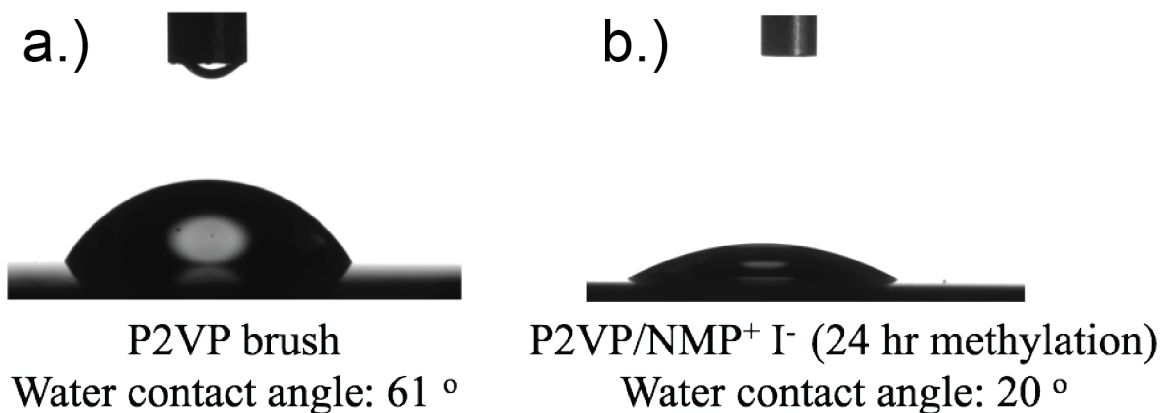 a.)
b.)
P2VP brush
Water contact angle: 61 º
P2VP/NMP⁺ I⁻ (24 hr methylation)
Water contact angle: 20 º